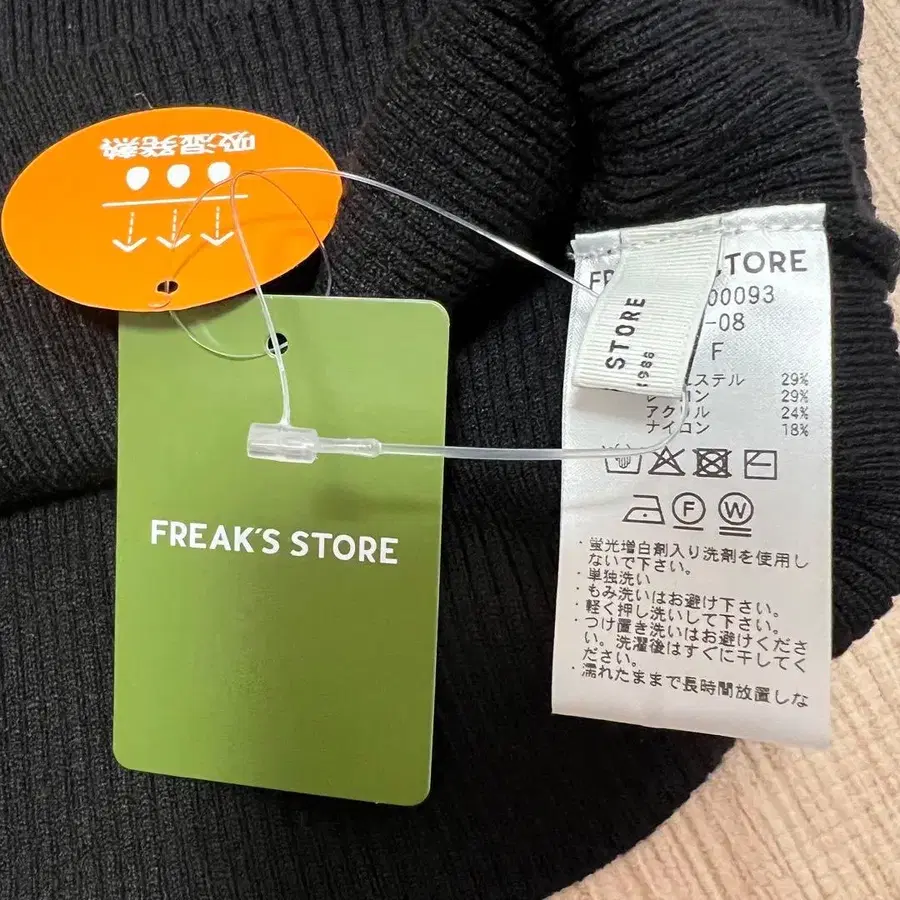 吸湿発熱
FREAK'S STORE
STORE
1986
FR STORE
00093
-08
F
ステル 29%
レ ヨン 29%
アクリル 24%
ナイロン 18%
F
W
・蛍光増白剤入り洗剤を使用し
ないで下さい。
・単独洗い
・もみ洗いはお避け下さい。
・軽く押し洗いして下さい。
・つけ置き洗いはお避けくださ
い。洗濯後はすぐに干してく
ださい。
・濡れたままで長時間放置しな